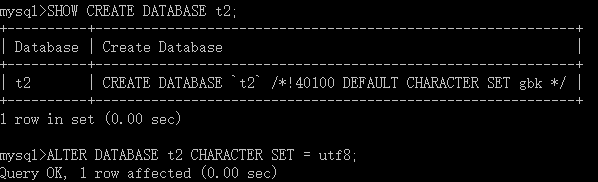 mysql>SHOW CREATE DATABASE t2;
+----------+--------------------------------------------------------------+
| Database | Create Database                                              |
+----------+--------------------------------------------------------------+
| t2       | CREATE DATABASE `t2` /*!40100 DEFAULT CHARACTER SET gbk */ |
+----------+--------------------------------------------------------------+
1 row in set (0.00 sec)
mysql>ALTER DATABASE t2 CHARACTER SET = utf8;
Query OK, 1 row affected (0.00 sec)